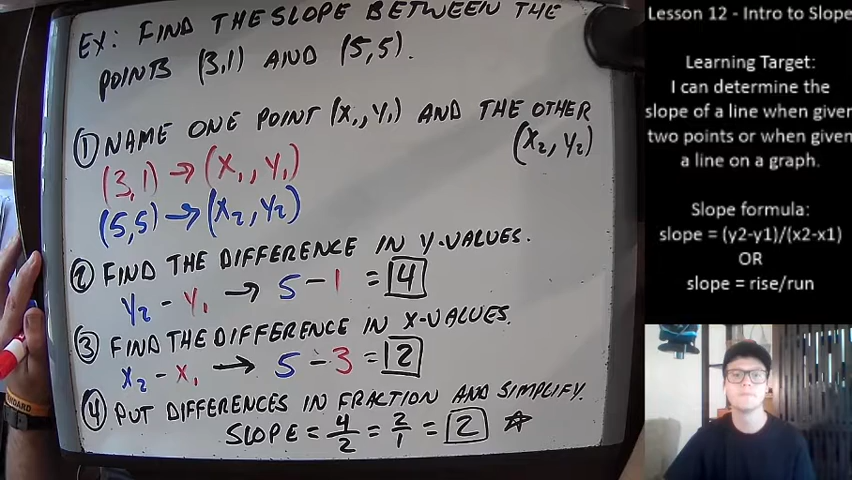 EX: FIND THE SLOPE BETWEEN THE
POINTS (3,1) AND (5,5).
① NAME ONE POINT (X₁,Y₁) AND THE OTHER
(X₂,Y₂)
(3,1) → (X₁,Y₁)
(5,5) → (X₂,Y₂)
② FIND THE DIFFERENCE IN Y-VALUES.
Y₂ - Y₁ → 5 - 1 = 4
③ FIND THE DIFFERENCE IN X-VALUES.
X₂ - X₁ → 5 - 3 = 2
④ PUT DIFFERENCES IN FRACTION AND SIMPLIFY.
SLOPE = 4/2 = 2/1 = 2 ☆
Lesson 12 - Intro to Slope
Learning Target:
I can determine the
slope of a line when given
two points or when given
a line on a graph.
Slope formula:
slope = (y2-y1)/(x2-x1)
OR
slope = rise/run